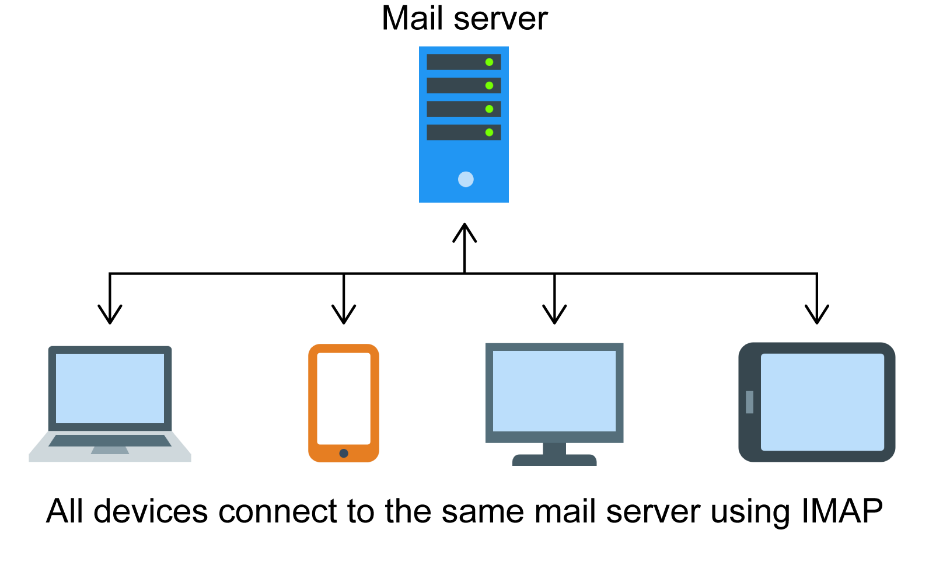 Mail server
All devices connect to the same mail server using IMAP